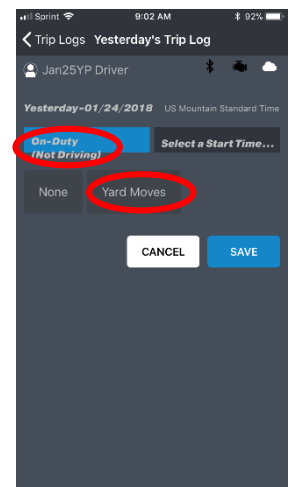 Sprint 9:02 AM 92%
Trip Logs Yesterday's Trip Log
Jan25YP Driver
Yesterday-01/24/2018 US Mountain Standard Time
On-Duty
(Not Driving)
Select a Start Time...
None Yard Moves
CANCEL SAVE